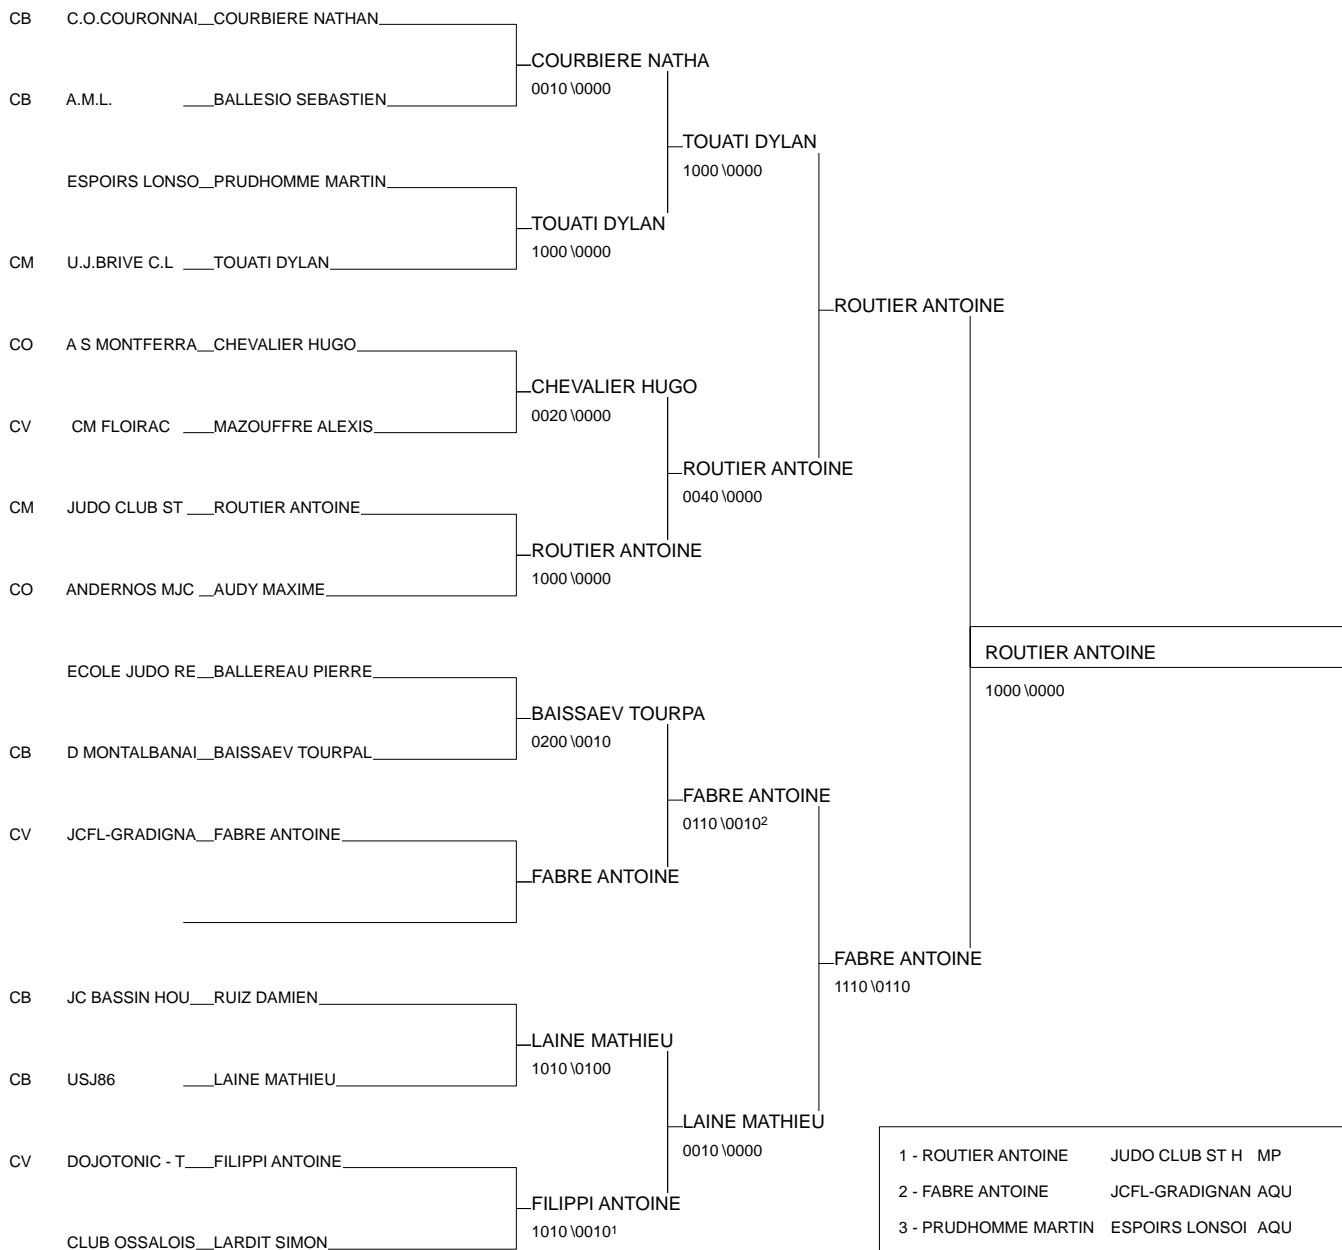 CB C.O.COURONNAI COURBIERE NATHAN
COURBIERE NATHA
0010 \0000
CB A.M.L. BALLESIO SEBASTIEN
TOUATI DYLAN
1000 \0000
ESPOIRS LONSO PRUDHOMME MARTIN
TOUATI DYLAN
1000 \0000
CM U.J.BRIVE C.L TOUATI DYLAN
ROUTIER ANTOINE
CO A S MONTFERRA CHEVALIER HUGO
CHEVALIER HUGO
0020 \0000
CV CM FLOIRAC MAZOUFFRE ALEXIS
ROUTIER ANTOINE
0040 \0000
CM JUDO CLUB ST ROUTIER ANTOINE
ROUTIER ANTOINE
1000 \0000
CO ANDERNOS MJC AUDY MAXIME
ROUTIER ANTOINE
1000 \0000
ECOLE JUDO RE BALLEREAU PIERRE
BAISSAEV TOURPA
0200 \0010
CB D MONTALBANAI BAISSAEV TOURPAL
FABRE ANTOINE
0110 \0010²
CV JCFL-GRADIGNA FABRE ANTOINE
FABRE ANTOINE
FABRE ANTOINE
1110 \0110
CB JC BASSIN HOU RUIZ DAMIEN
LAINE MATHIEU
1010 \0100
CB USJ86 LAINE MATHIEU
LAINE MATHIEU
0010 \0000
CV DOJOTONIC - T FILIPPI ANTOINE
FILIPPI ANTOINE
1010 \0010¹
CLUB OSSALOIS LARDIT SIMON
1 - ROUTIER ANTOINE JUDO CLUB ST H MP
2 - FABRE ANTOINE JCFL-GRADIGNAN AQU
3 - PRUDHOMME MARTIN ESPOIRS LONSOI AQU